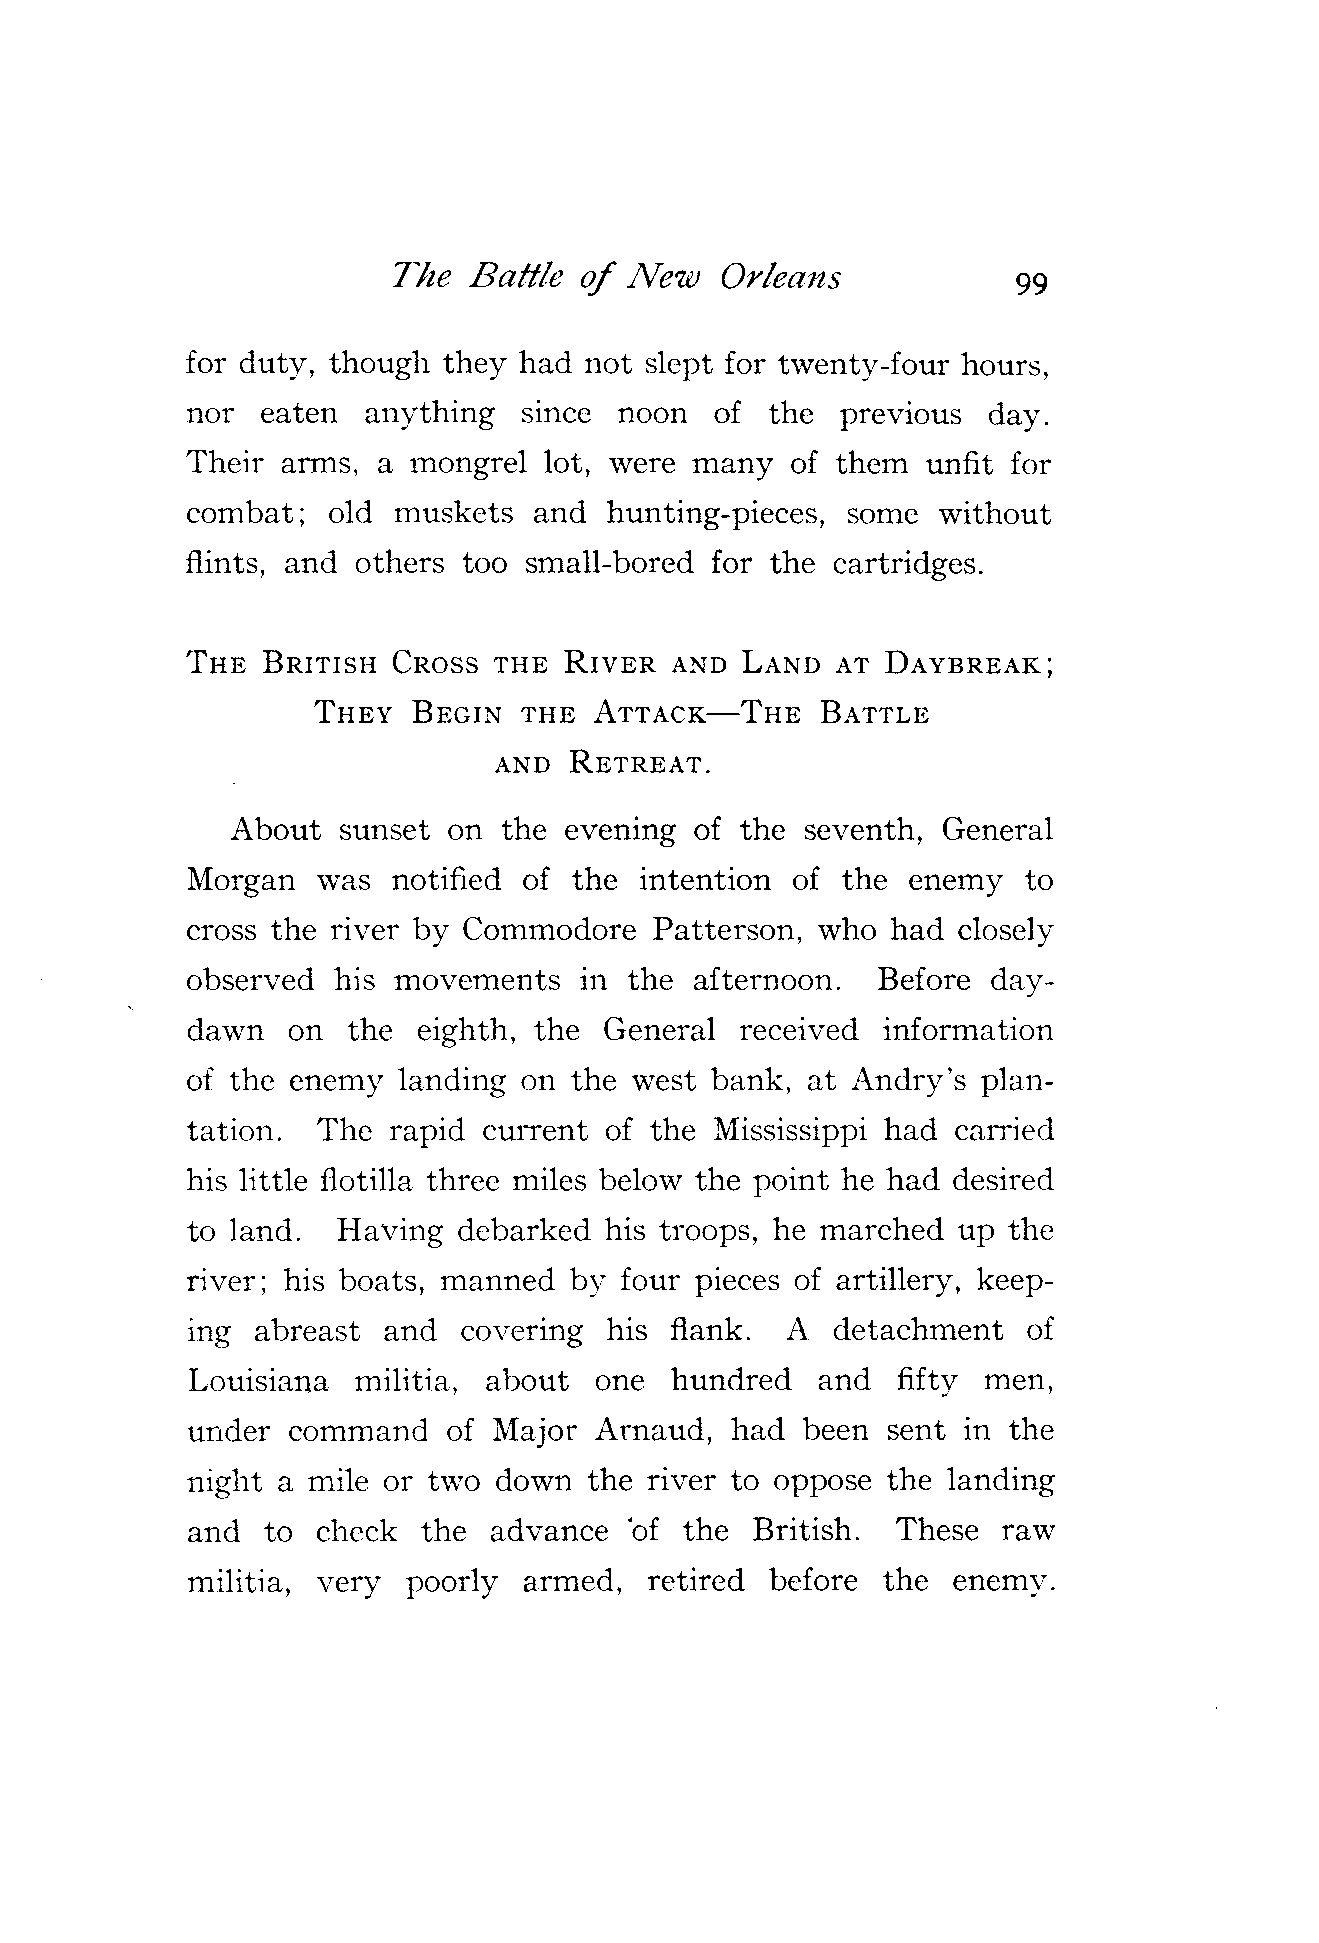 The Battle of New Orleans 99
for duty, though they had not slept for twenty-four hours,
nor eaten anything since noon of the previous day.
Their arms, a mongrel lot, were many of them unfit for
combat; old muskets and hunting-pieces, some without
flints, and others too small-bored for the cartridges.
The British Cross the River and Land at Daybreak;
They Begin the Attack—The Battle
and Retreat.
About sunset on the evening of the seventh, General
Morgan was notified of the intention of the enemy to
cross the river by Commodore Patterson, who had closely
observed his movements in the afternoon. Before day-
dawn on the eighth, the General received information
of the enemy landing on the west bank, at Andry's plan-
tation. The rapid current of the Mississippi had carried
his little flotilla three miles below the point he had desired
to land. Having debarked his troops, he marched up the
river; his boats, manned by four pieces of artillery, keep-
ing abreast and covering his flank. A detachment of
Louisiana militia, about one hundred and fifty men,
under command of Major Arnaud, had been sent in the
night a mile or two down the river to oppose the landing
and to check the advance of the British. These raw
militia, very poorly armed, retired before the enemy.